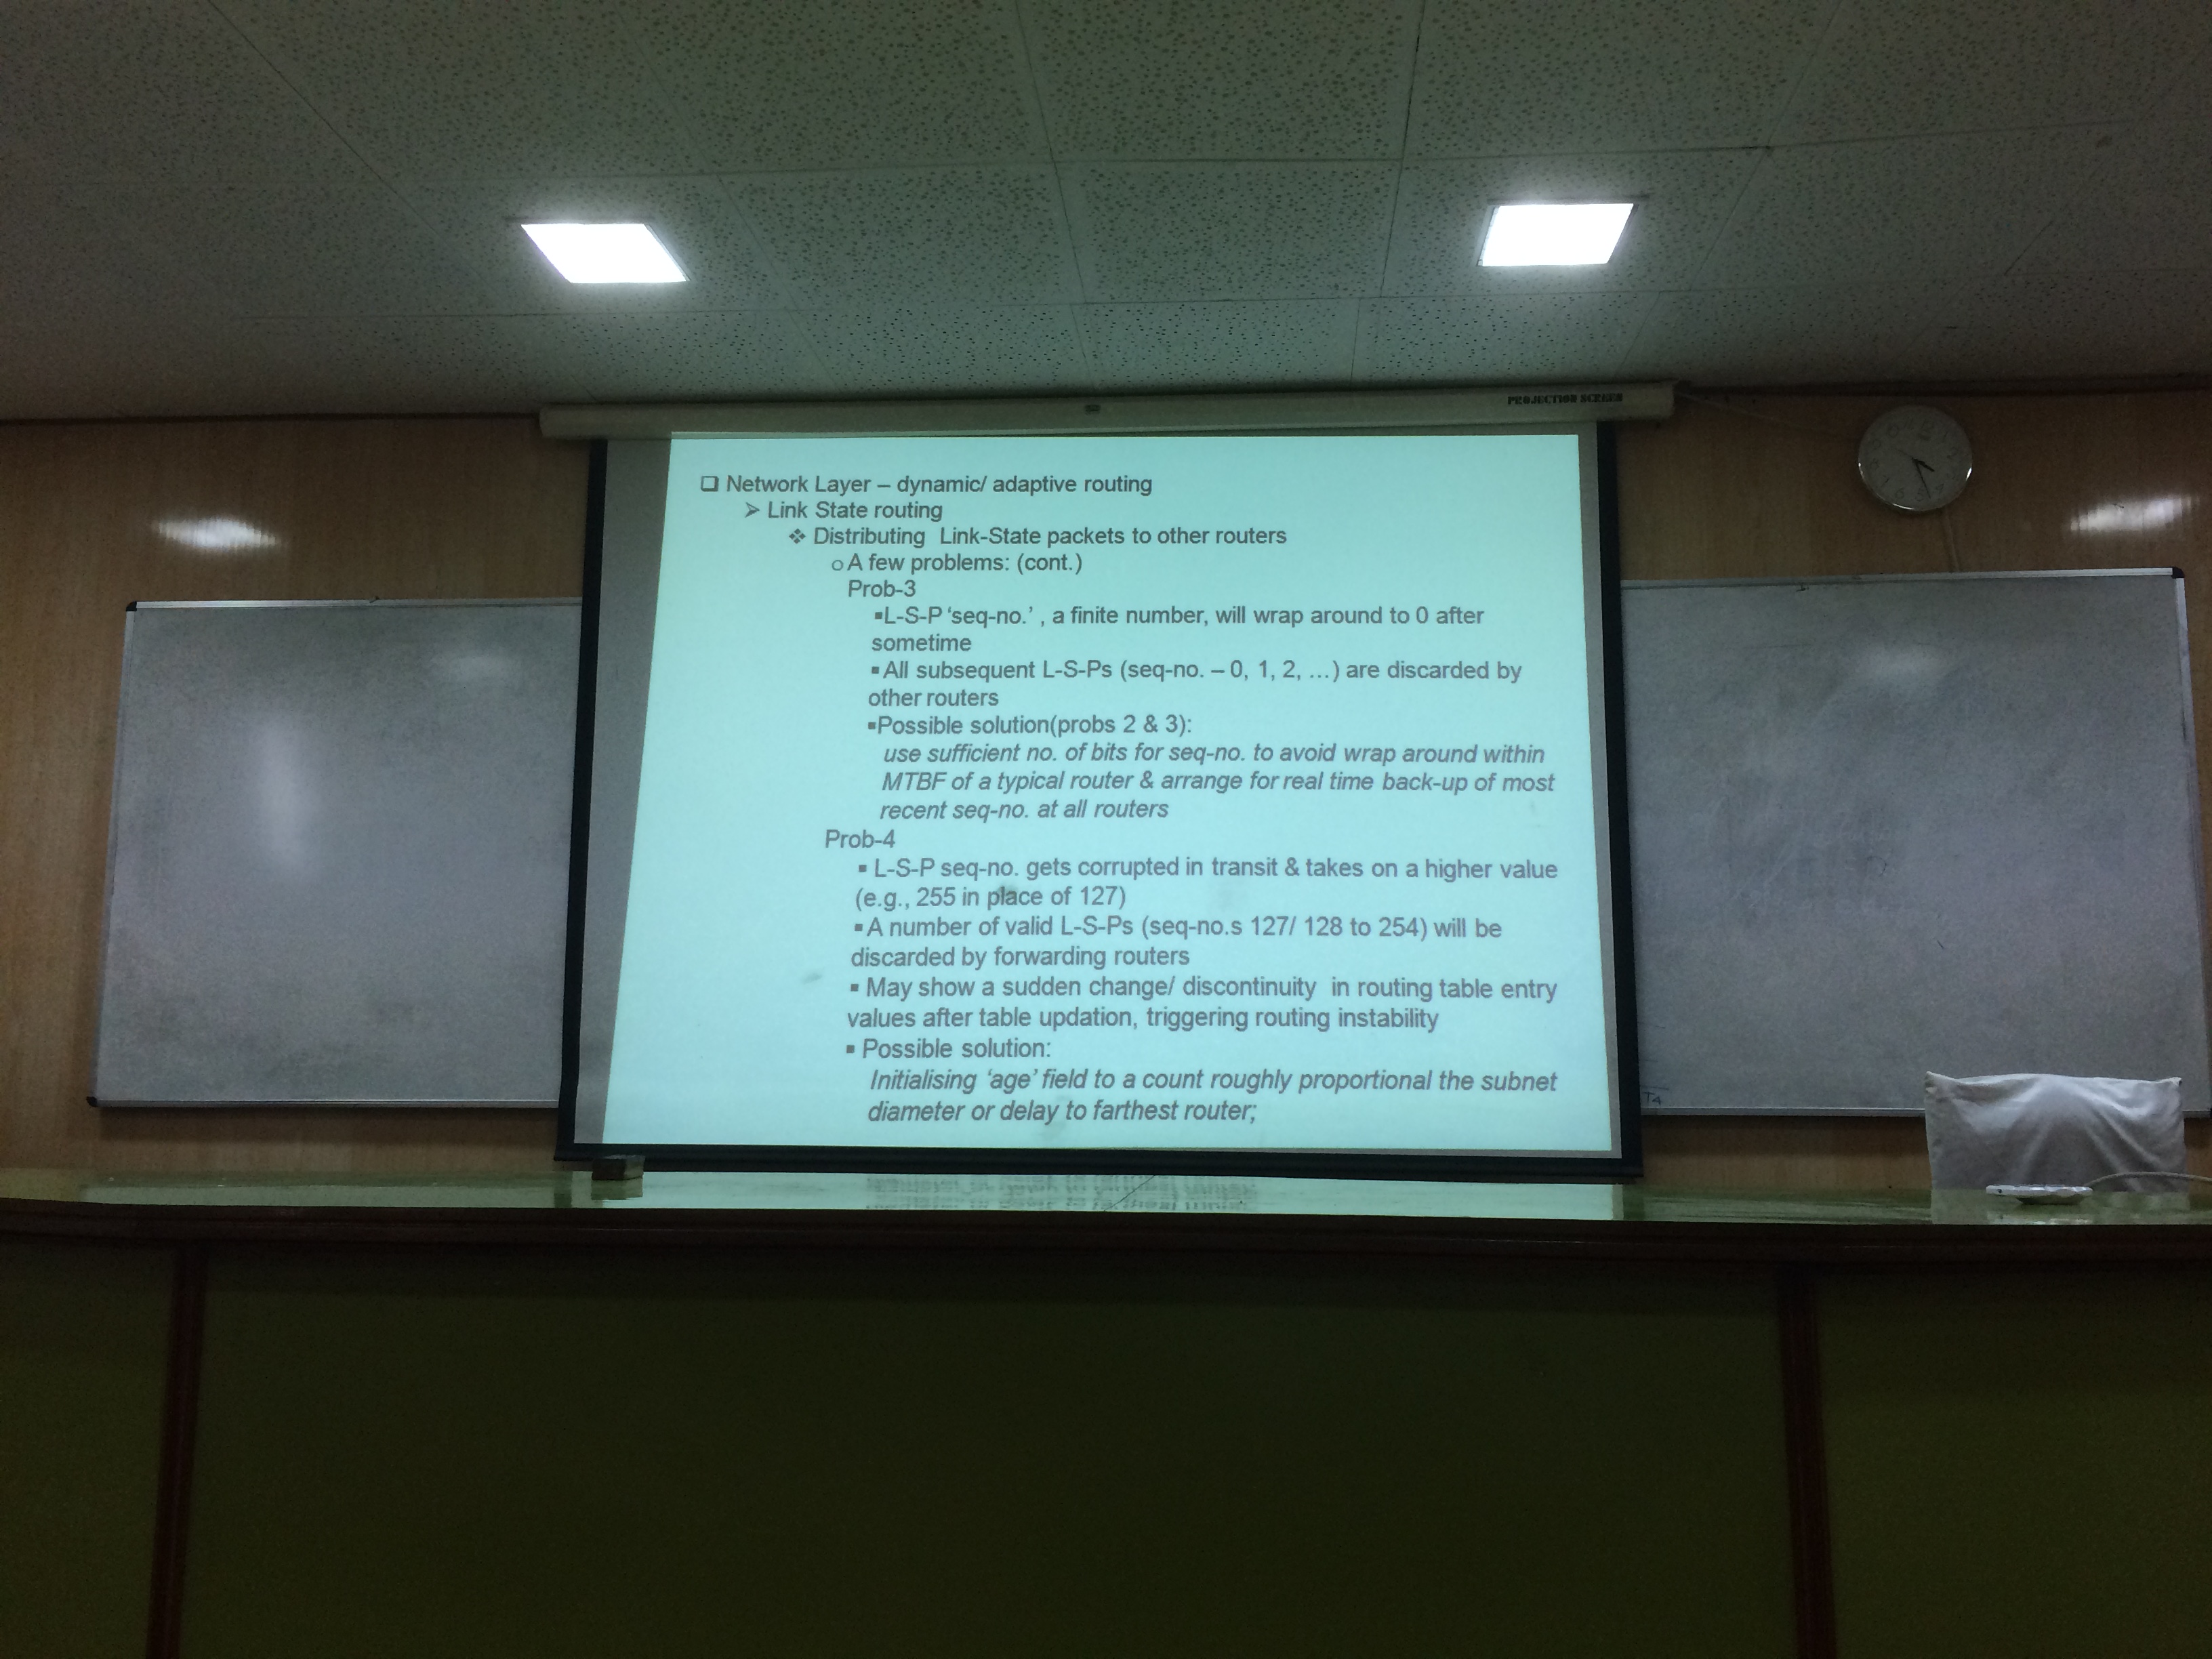 PROJECTION SCREEN
❑ Network Layer – dynamic/ adaptive routing
➢ Link State routing
❖ Distributing Link-State packets to other routers
o A few problems: (cont.)
Prob-3
▪L-S-P ‘seq-no.’ , a finite number, will wrap around to 0 after
sometime
▪All subsequent L-S-Ps (seq-no. – 0, 1, 2, …) are discarded by
other routers
▪Possible solution(probs 2 & 3):
use sufficient no. of bits for seq-no. to avoid wrap around within
MTBF of a typical router & arrange for real time back-up of most
recent seq-no. at all routers
Prob-4
▪ L-S-P seq-no. gets corrupted in transit & takes on a higher value
(e.g., 255 in place of 127)
▪A number of valid L-S-Ps (seq-no.s 127/ 128 to 254) will be
discarded by forwarding routers
▪ May show a sudden change/ discontinuity in routing table entry
values after table updation, triggering routing instability
▪ Possible solution:
Initialising ‘age’ field to a count roughly proportional the subnet
diameter or delay to farthest router;